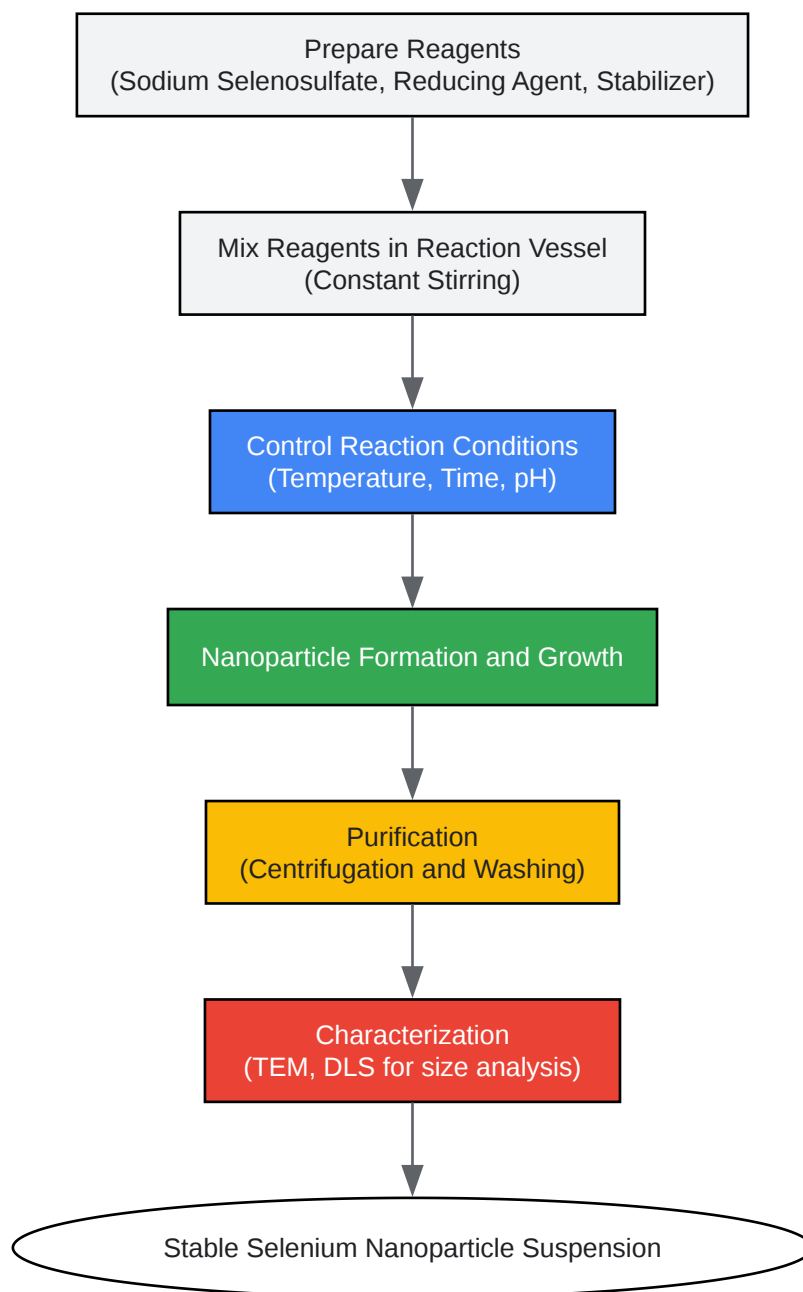 Prepare Reagents
(Sodium Selenosulfate, Reducing Agent, Stabilizer)
Mix Reagents in Reaction Vessel
(Constant Stirring)
Control Reaction Conditions
(Temperature, Time, pH)
Nanoparticle Formation and Growth
Purification
(Centrifugation and Washing)
Characterization
(TEM, DLS for size analysis)
Stable Selenium Nanoparticle Suspension